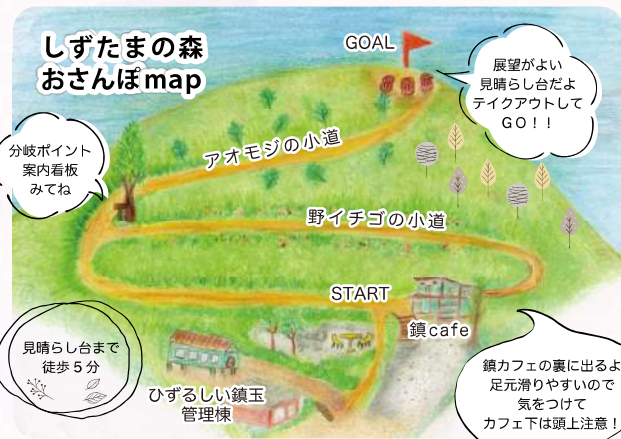 しずたまの森
おさんぽmap
GOAL
展望がよい
見晴らし台だよ
テイクアウトして
GO！！
分岐ポイント
案内看板
みてね
アオモジの小道
野イチゴの小道
START
鎮cafe
見晴らし台まで
徒歩５分
ひずるしい鎮玉
管理棟
鎮カフェの裏に出るよ
足元滑りやすいので
気をつけて
カフェ下は頭上注意！